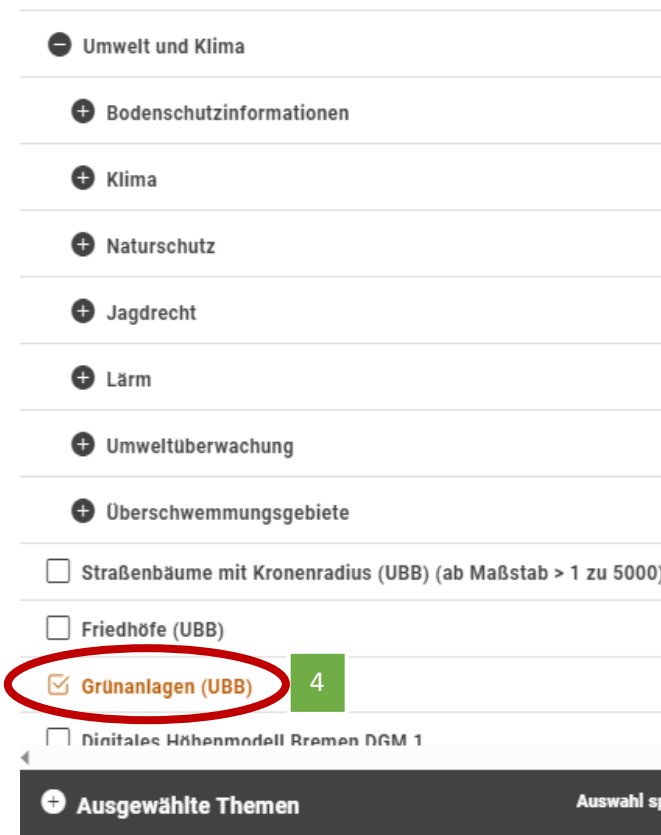 Umwelt und Klima
Bodenschutzinformationen
Klima
Naturschutz
Jagdrecht
Lärm
Umweltüberwachung
Überschwemmungsgebiete
Straßenbäume mit Kronenradius (UBB) (ab Maßstab > 1 zu 5000)
Friedhöfe (UBB)
Grünanlagen (UBB) 4
Digitales Höhenmodell Bremen DGM 1
Ausgewählte Themen Auswahl sp